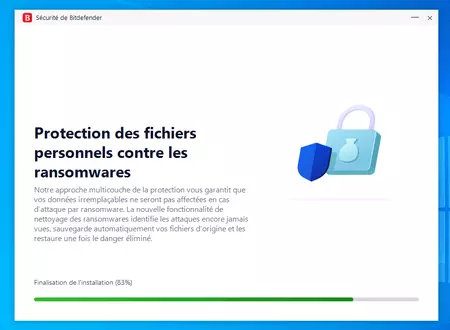 B Sécurité de Bitdefender
Protection des fichiers
personnels contre les
ransomwares
Notre approche multicouche de la protection vous garantit que
vos données irremplaçables ne seront pas affectées en cas
d'attaque par ransomware. La nouvelle fonctionnalité de
nettoyage des ransomwares identifie les attaques encore jamais
vues, sauvegarde automatiquement vos fichiers d'origine et les
restaure une fois le danger éliminé.
Finalisation de l'installation (83%)